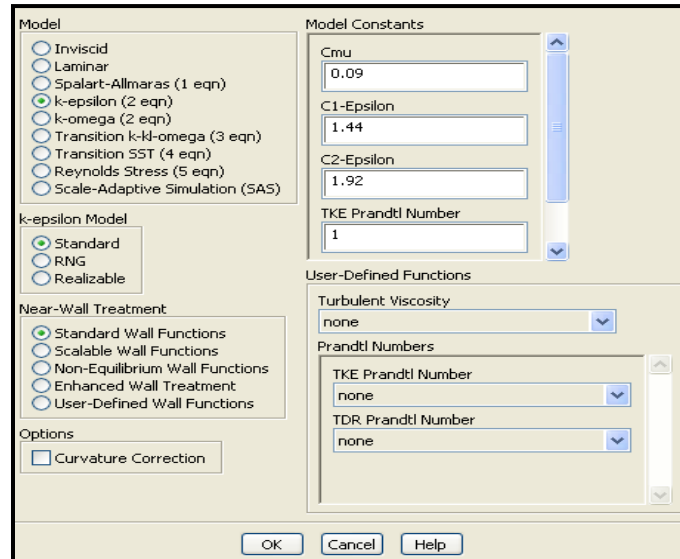 Model
Inviscid
Laminar
Spalart-Allmaras (1 eqn)
k-epsilon (2 eqn)
k-omega (2 eqn)
Transition k-kl-omega (3 eqn)
Transition SST (4 eqn)
Reynolds Stress (5 eqn)
Scale-Adaptive Simulation (SAS)
k-epsilon Model
Standard
RNG
Realizable
Near-Wall Treatment
Standard Wall Functions
Scalable Wall Functions
Non-Equilibrium Wall Functions
Enhanced Wall Treatment
User-Defined Wall Functions
Options
Curvature Correction
Model Constants
Cmu
0.09
C1-Epsilon
1.44
C2-Epsilon
1.92
TKE Prandtl Number
1
User-Defined Functions
Turbulent Viscosity
none
Prandtl Numbers
TKE Prandtl Number
none
TDR Prandtl Number
none
OK Cancel Help